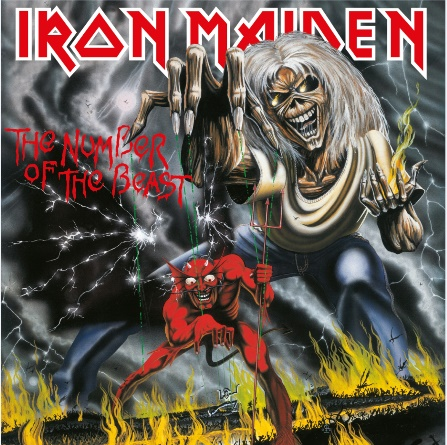 IRON MAIDEN
THE NUMBER
OF THE BEAST